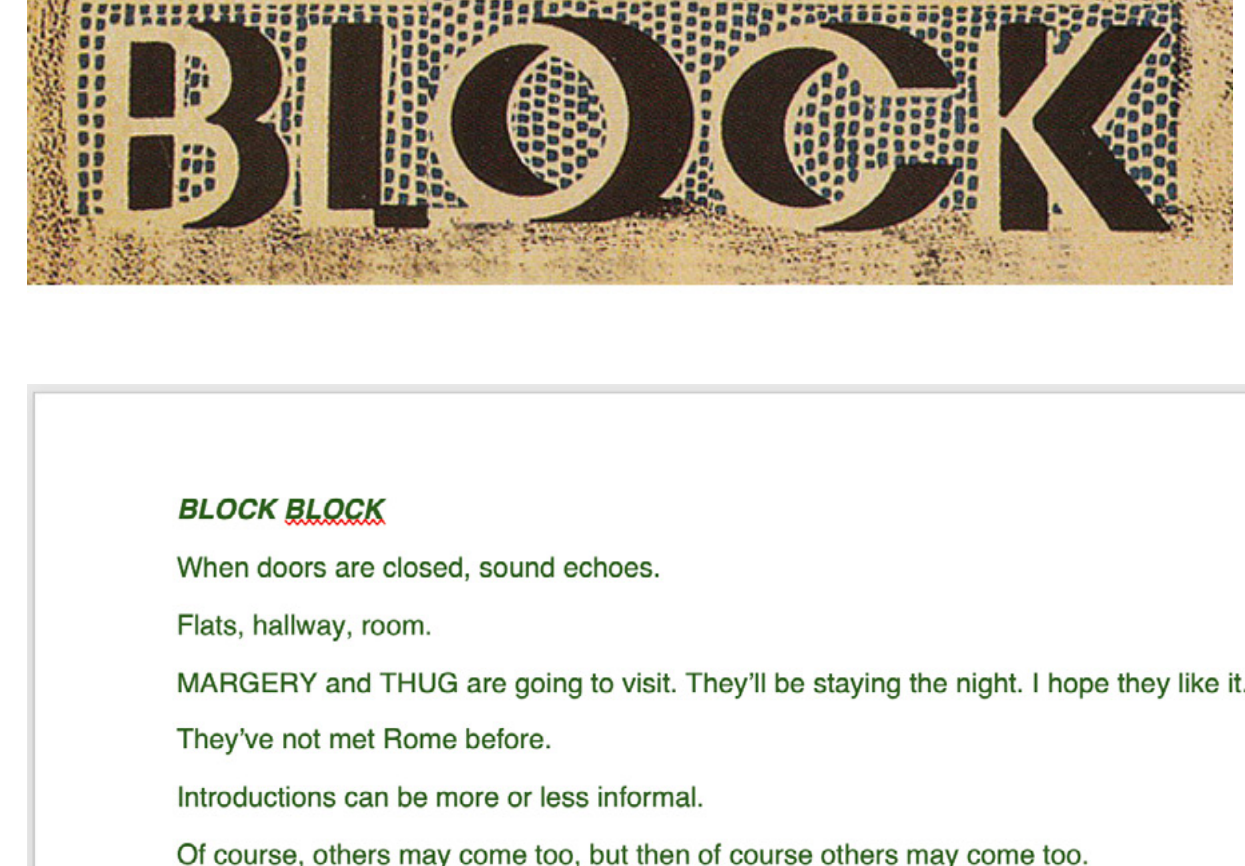 BLOCK
BLOCK BLOCK
When doors are closed, sound echoes.
Flats, hallway, room.
MARGERY and THUG are going to visit. They’ll be staying the night. I hope they like it.
They’ve not met Rome before.
Introductions can be more or less informal.
Of course, others may come too, but then of course others may come too.